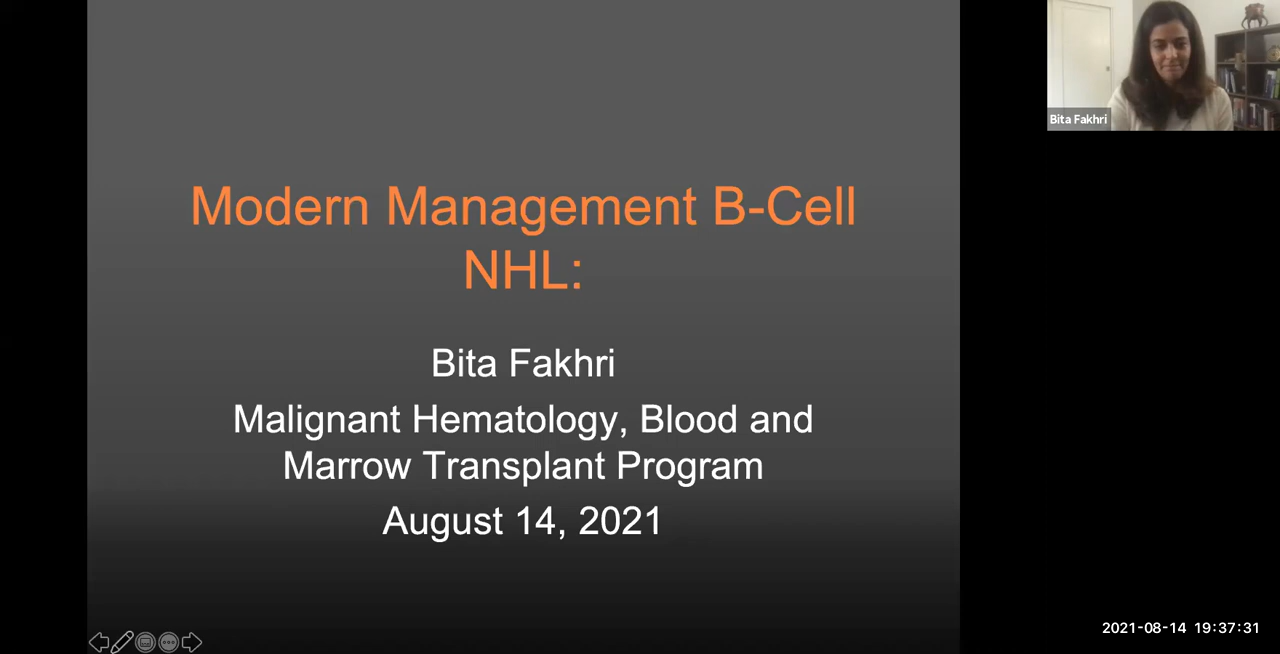 Modern Management B-Cell
NHL:
Bita Fakhri
Malignant Hematology, Blood and
Marrow Transplant Program
August 14, 2021
Bita Fakhri
2021-08-14 19:37:31